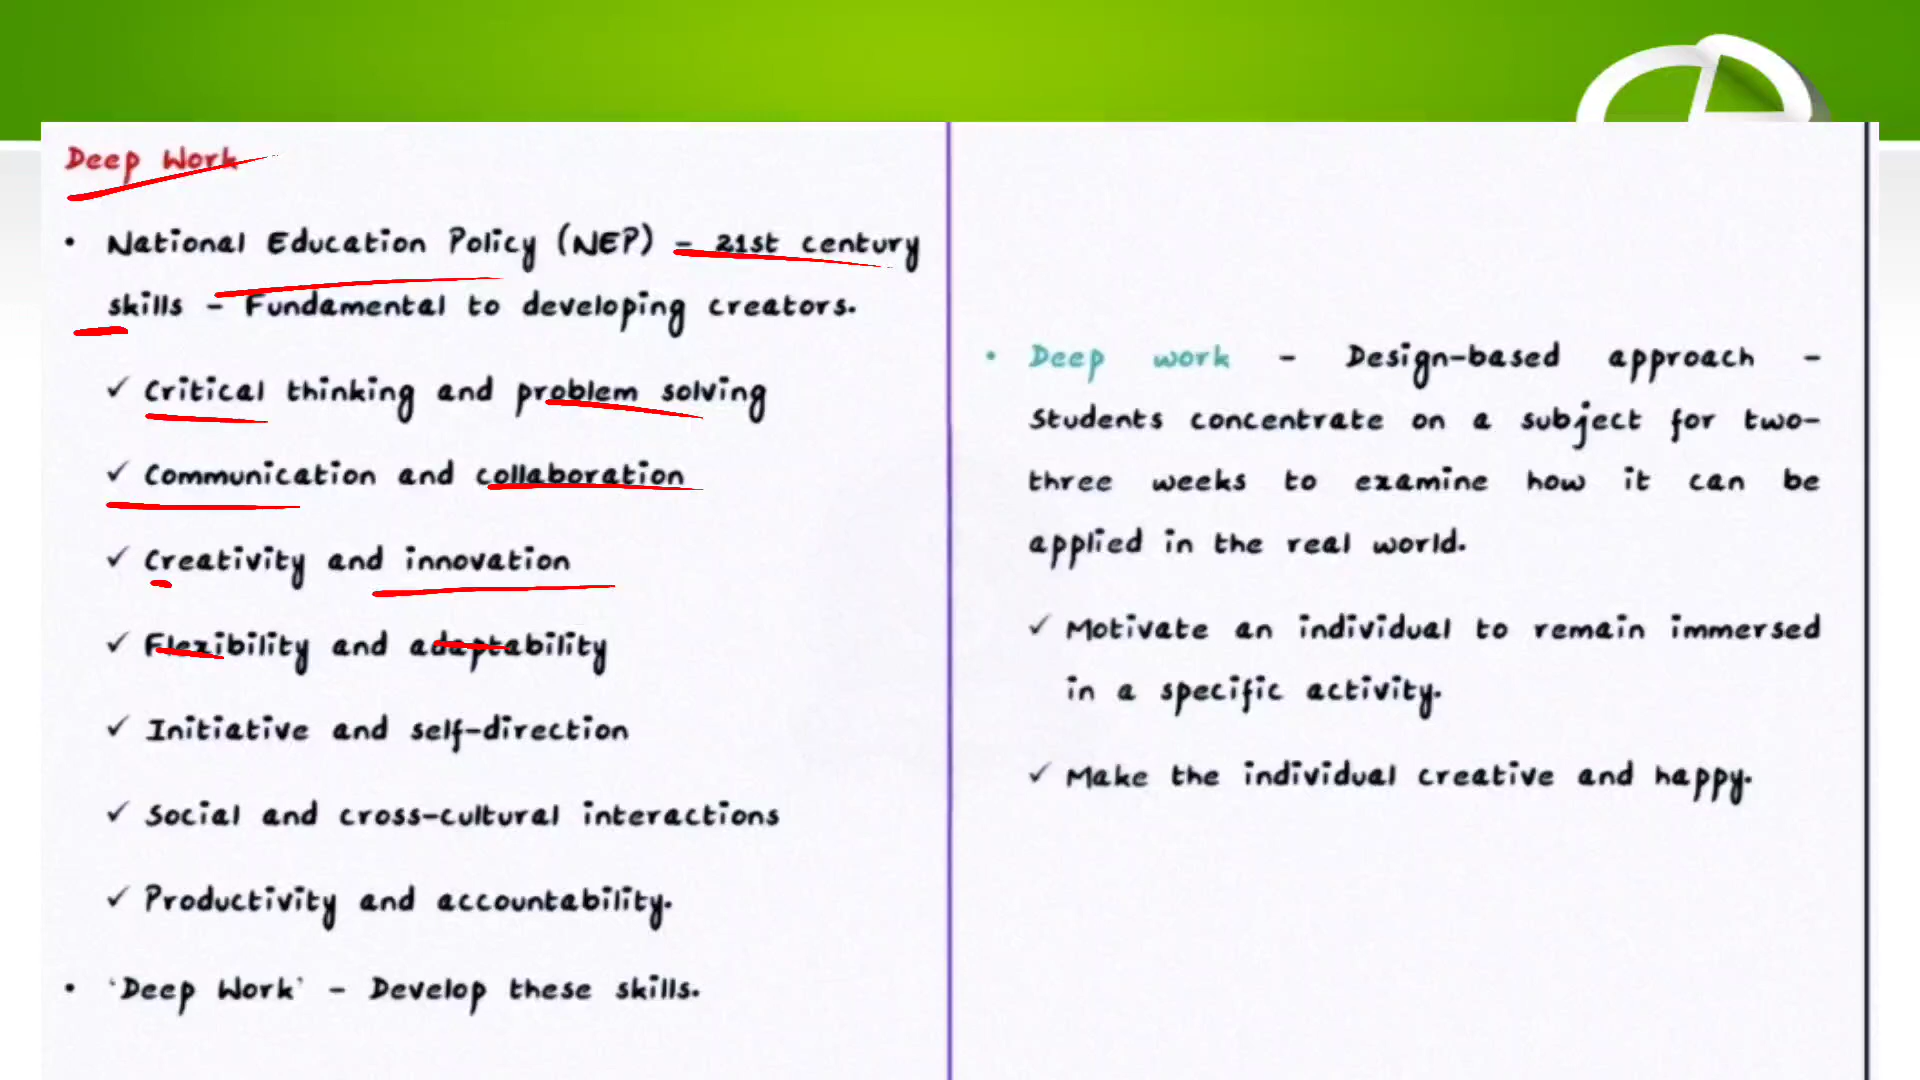 Deep Work
• National Education Policy (NEP) - 21st century
skills - Fundamental to developing creators.
✓ Critical thinking and problem solving
✓ Communication and collaboration
✓ Creativity and innovation
✓ Flexibility and adaptability
✓ Initiative and self-direction
✓ Social and cross-cultural interactions
✓ Productivity and accountability.
• 'Deep Work' - Develop these skills.
• Deep work - Design-based approach -
Students concentrate on a subject for two-
three weeks to examine how it can be
applied in the real world.
✓ Motivate an individual to remain immersed
in a specific activity.
✓ Make the individual creative and happy.